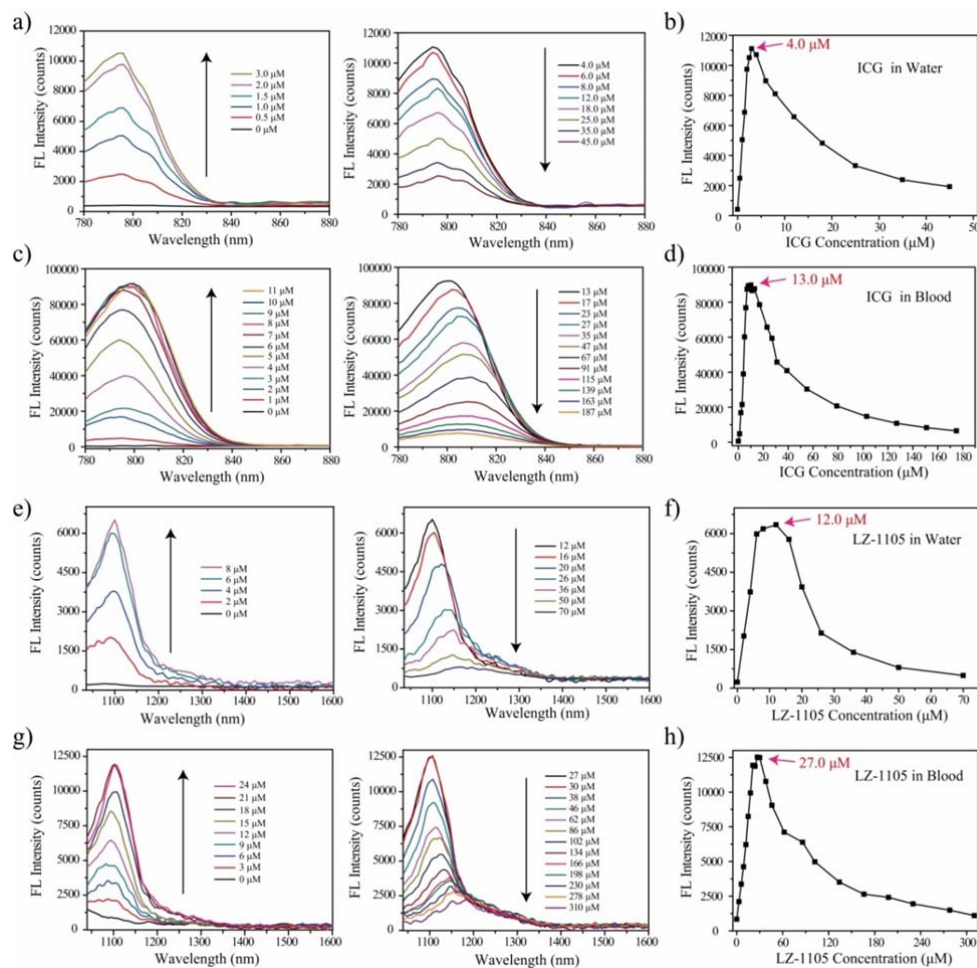 a)
FL Intensity (counts)
12000
10000
8000
6000
4000
2000
0
3.0 μM
2.0 μM
1.5 μM
1.0 μM
0.5 μM
0 μM
780 800 820 840 860 880
Wavelength (nm)
FL Intensity (counts)
12000
10000
8000
6000
4000
2000
0
4.0 μM
6.0 μM
8.0 μM
12.0 μM
18.0 μM
25.0 μM
35.0 μM
45.0 μM
780 800 820 840 860 880
Wavelength (nm)
b)
FL Intensity (counts)
12000
10000
8000
6000
4000
2000
0
4.0 μM
ICG in Water
0 10 20 30 40 50
ICG Concentration (μM)
c)
FL Intensity (counts)
100000
80000
60000
40000
20000
0
11 μM
10 μM
9 μM
8 μM
7 μM
6 μM
5 μM
4 μM
3 μM
2 μM
1 μM
0 μM
780 800 820 840 860 880
Wavelength (nm)
FL Intensity (counts)
100000
80000
60000
40000
20000
0
13 μM
17 μM
23 μM
27 μM
35 μM
47 μM
67 μM
91 μM
115 μM
139 μM
163 μM
187 μM
780 800 820 840 860 880
Wavelength (nm)
d)
FL Intensity (counts)
100000
80000
60000
40000
20000
0
13.0 μM
ICG in Blood
0 20 40 60 80 100 120 140 160 180
ICG Concentration (μM)
e)
FL Intensity (counts)
6000
4500
3000
1500
0
8 μM
6 μM
4 μM
2 μM
0 μM
1100 1200 1300 1400 1500 1600
Wavelength (nm)
FL Intensity (counts)
6000
4500
3000
1500
0
12 μM
16 μM
20 μM
26 μM
36 μM
50 μM
70 μM
1100 1200 1300 1400 1500 1600
Wavelength (nm)
f)
FL Intensity (counts)
6000
4500
3000
1500
0
12.0 μM
LZ-1105 in Water
0 10 20 30 40 50 60 70
LZ-1105 Concentration (μM)
g)
FL Intensity (counts)
12500
10000
7500
5000
2500
0
24 μM
21 μM
18 μM
15 μM
12 μM
9 μM
6 μM
3 μM
0 μM
1100 1200 1300 1400 1500 1600
Wavelength (nm)
FL Intensity (counts)
12500
10000
7500
5000
2500
0
27 μM
30 μM
38 μM
46 μM
62 μM
86 μM
102 μM
134 μM
166 μM
198 μM
230 μM
278 μM
310 μM
1100 1200 1300 1400 1500 1600
Wavelength (nm)
h)
FL Intensity (counts)
12500
10000
7500
5000
2500
0
27.0 μM
LZ-1105 in Blood
0 60 120 180 240 300
LZ-1105 Concentration (μM)